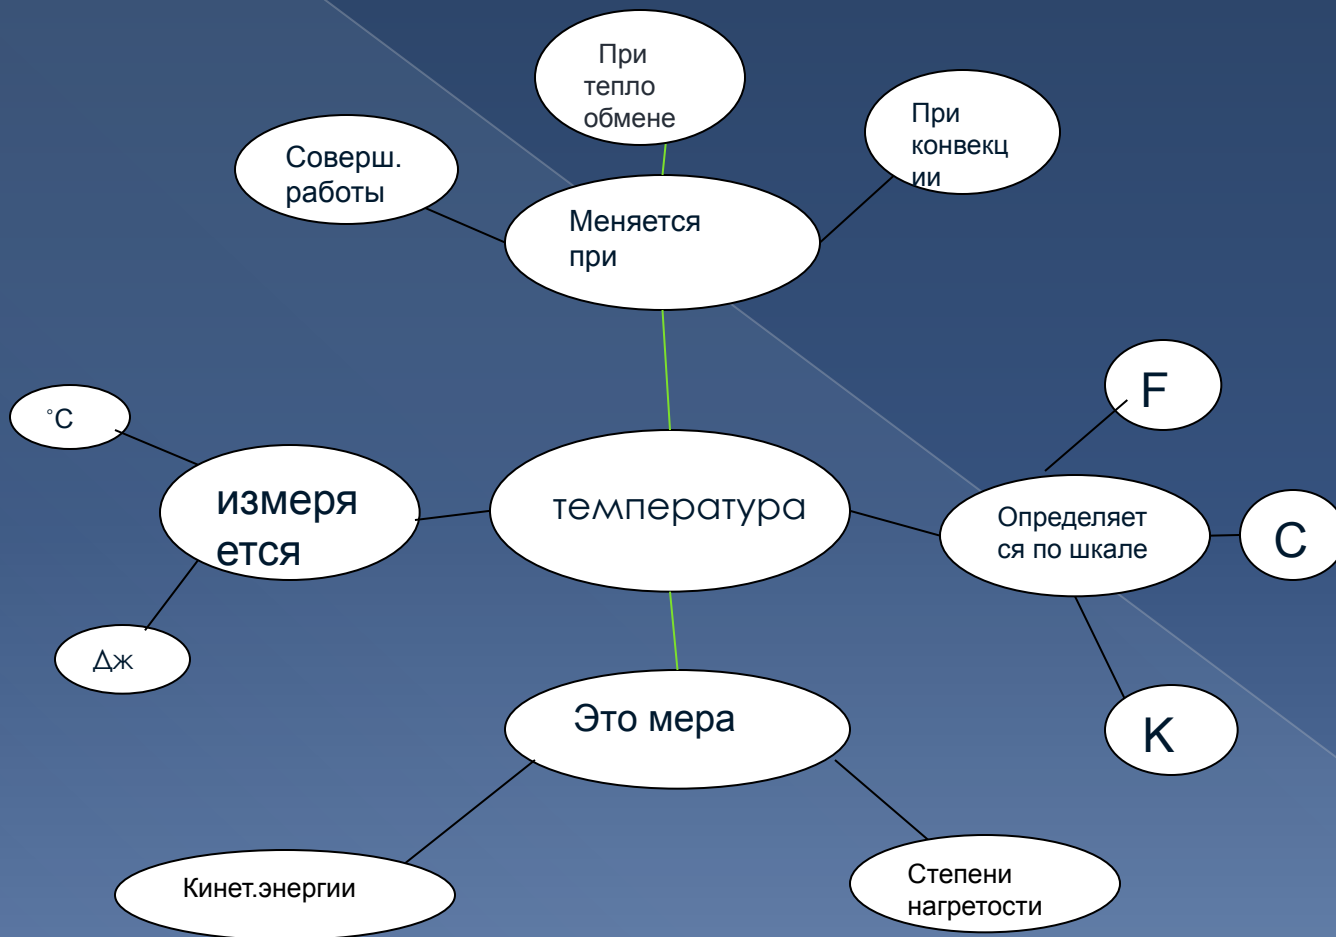 При
тепло
обмене
При
конвекц
ии
Соверш.
работы
Меняется
при
F
°C
измеря
ется
температура
Определяет
ся по шкале
C
Дж
Это мера
K
Кинет.энергии
Степени
нагретости